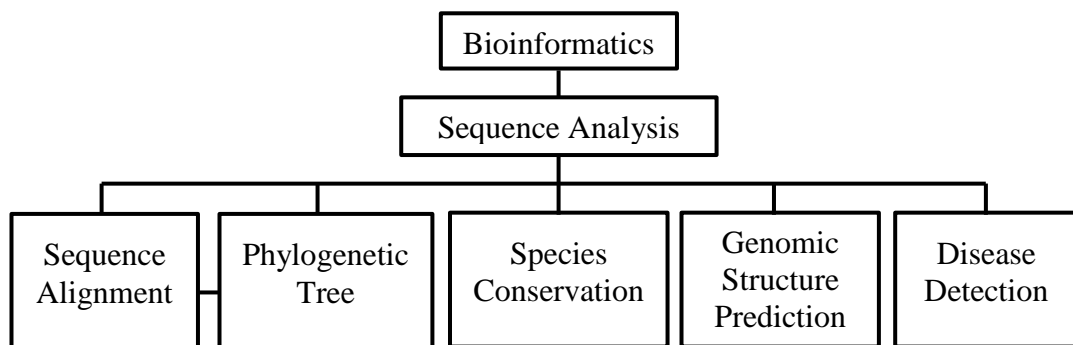 Bioinformatics
Sequence Analysis
Sequence
Alignment
Phylogenetic
Tree
Species
Conservation
Genomic
Structure
Prediction
Disease
Detection